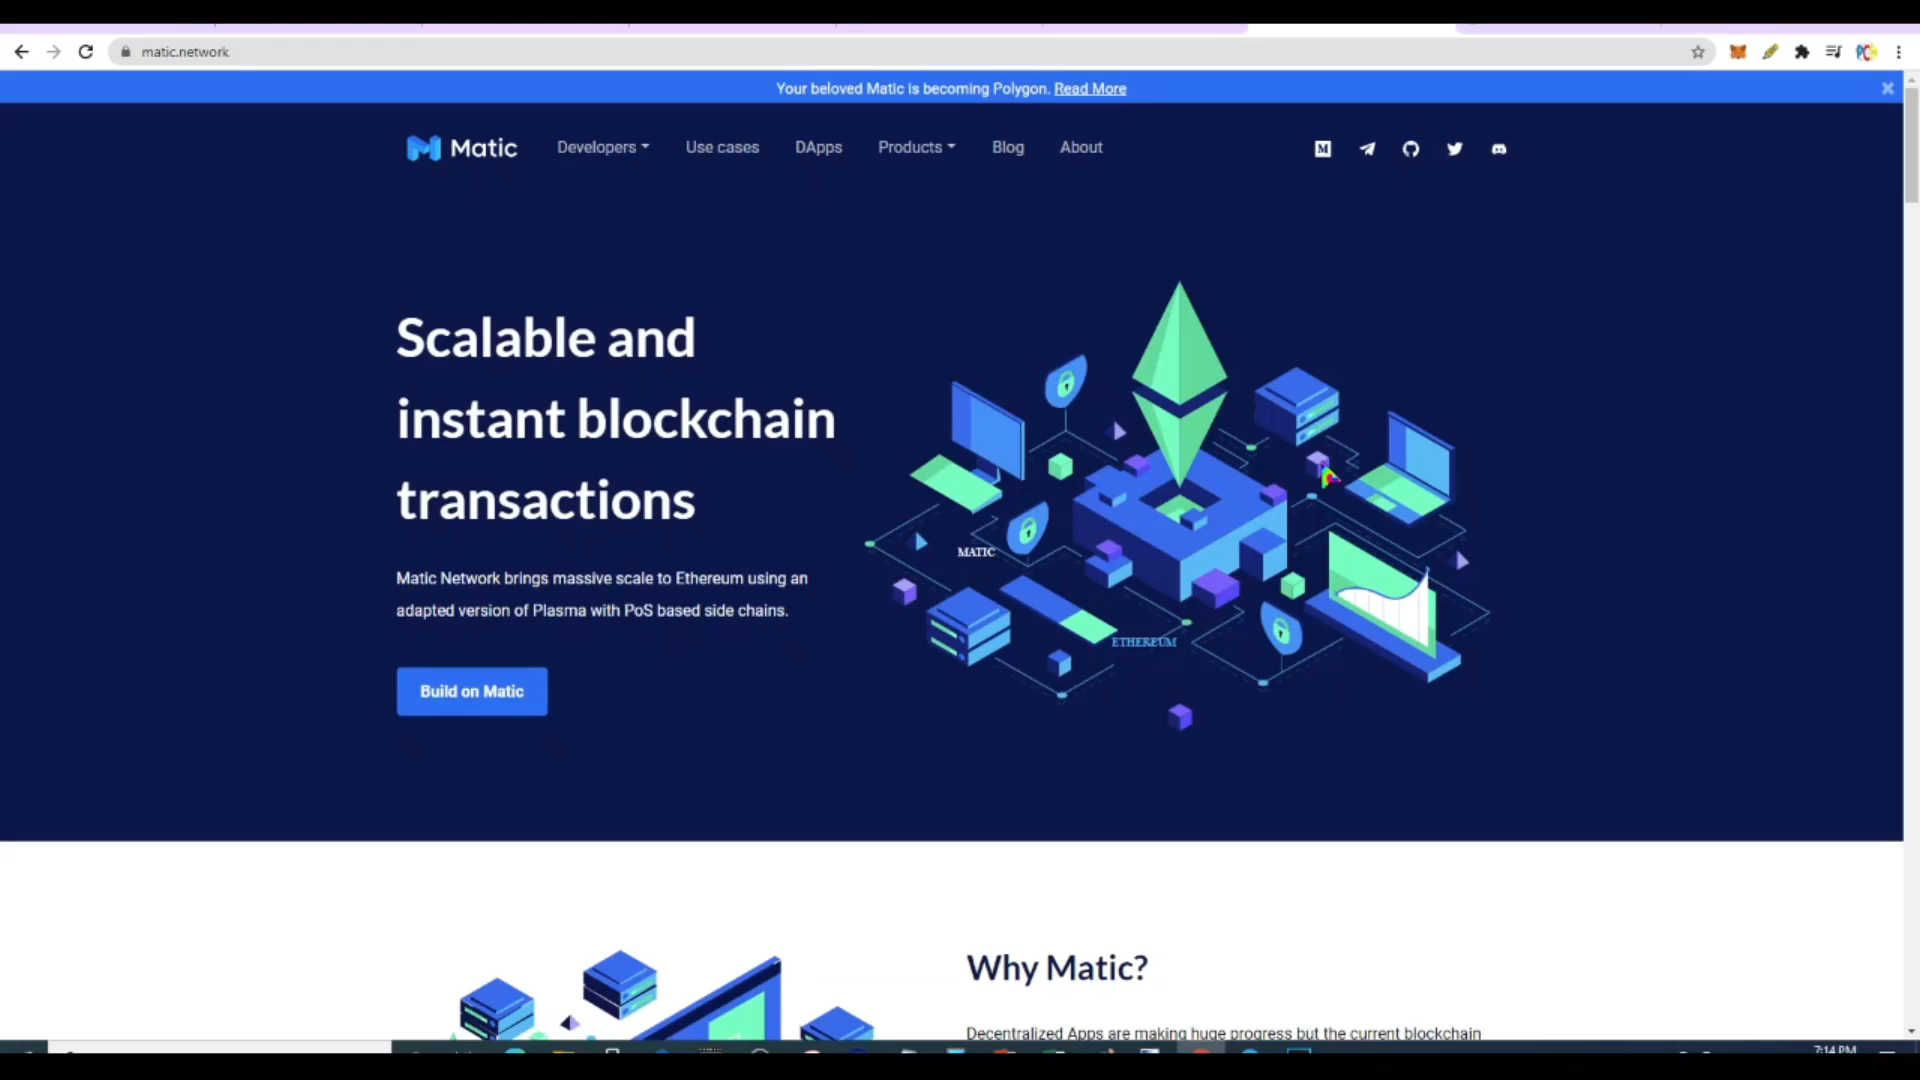 matic.network
Your beloved Matic is becoming Polygon. Read More
Matic
Developers
Use cases
DApps
Products
Blog
About
Scalable and
instant blockchain
transactions
Matic Network brings massive scale to Ethereum using an
adapted version of Plasma with PoS based side chains.
Build on Matic
MATIC
ETHEREUM
Why Matic?
Decentralized Apps are making huge progress but the current blockchain
7:14 PM